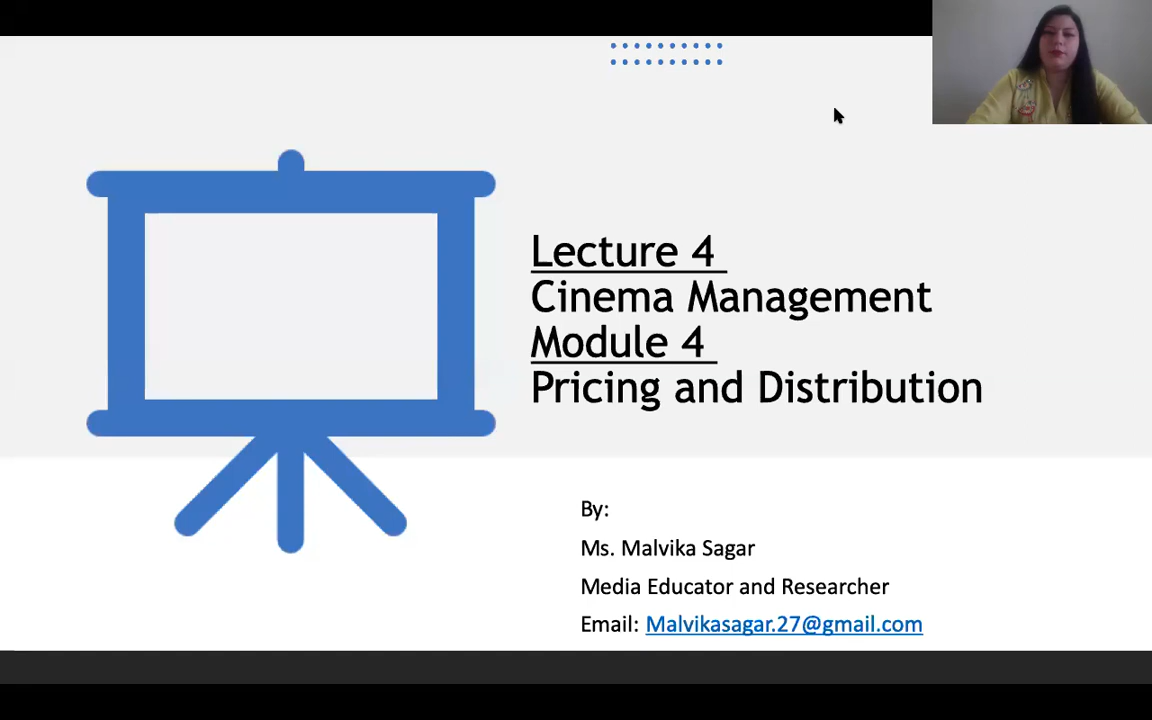 Lecture 4
Cinema Management
Module 4
Pricing and Distribution
By:
Ms. Malvika Sagar
Media Educator and Researcher
Email: Malvikasagar.27@gmail.com